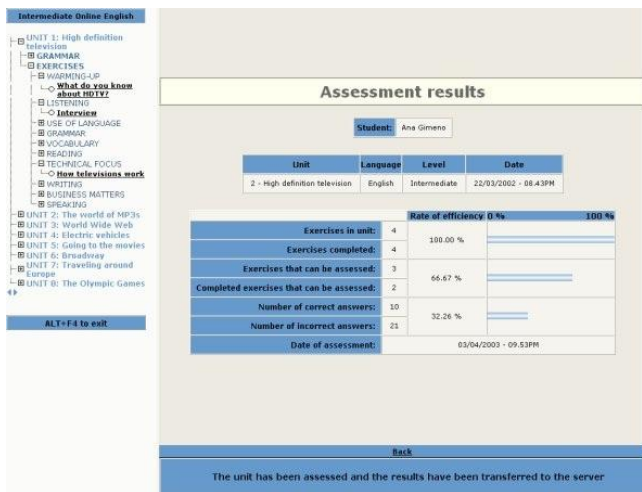 Intermediate Online English
UNIT 1: High definition
television
GRAMMAR
EXERCISES
WARMING-UP
What do you know
about HDTV?
LISTENING
Interview
USE OF LANGUAGE
GRAMMAR
VOCABULARY
READING
TECHNICAL FOCUS
How televisions work
WRITING
BUSINESS MATTERS
SPEAKING
UNIT 2: The world of MP3s
UNIT 3: World Wide Web
UNIT 4: Electric vehicles
UNIT 5: Going to the movies
UNIT 6: Broadway
UNIT 7: Traveling around
Europe
UNIT 8: The Olympic Games
ALT+F4 to exit
Assessment results
Student: Ana Gimeno
Unit Language Level Date
2 - High definition television English Intermediate 22/03/2002 - 08.43PM
Rate of efficiency 0 % 100 %
Exercises in unit: 4
100.00 %
Exercises completed: 4
Exercises that can be assessed: 3
66.67 %
Completed exercises that can be assessed: 2
Number of correct answers: 10
32.26 %
Number of incorrect answers: 21
Date of assessment: 03/04/2003 - 09.53PM
Back
The unit has been assessed and the results have been transferred to the server